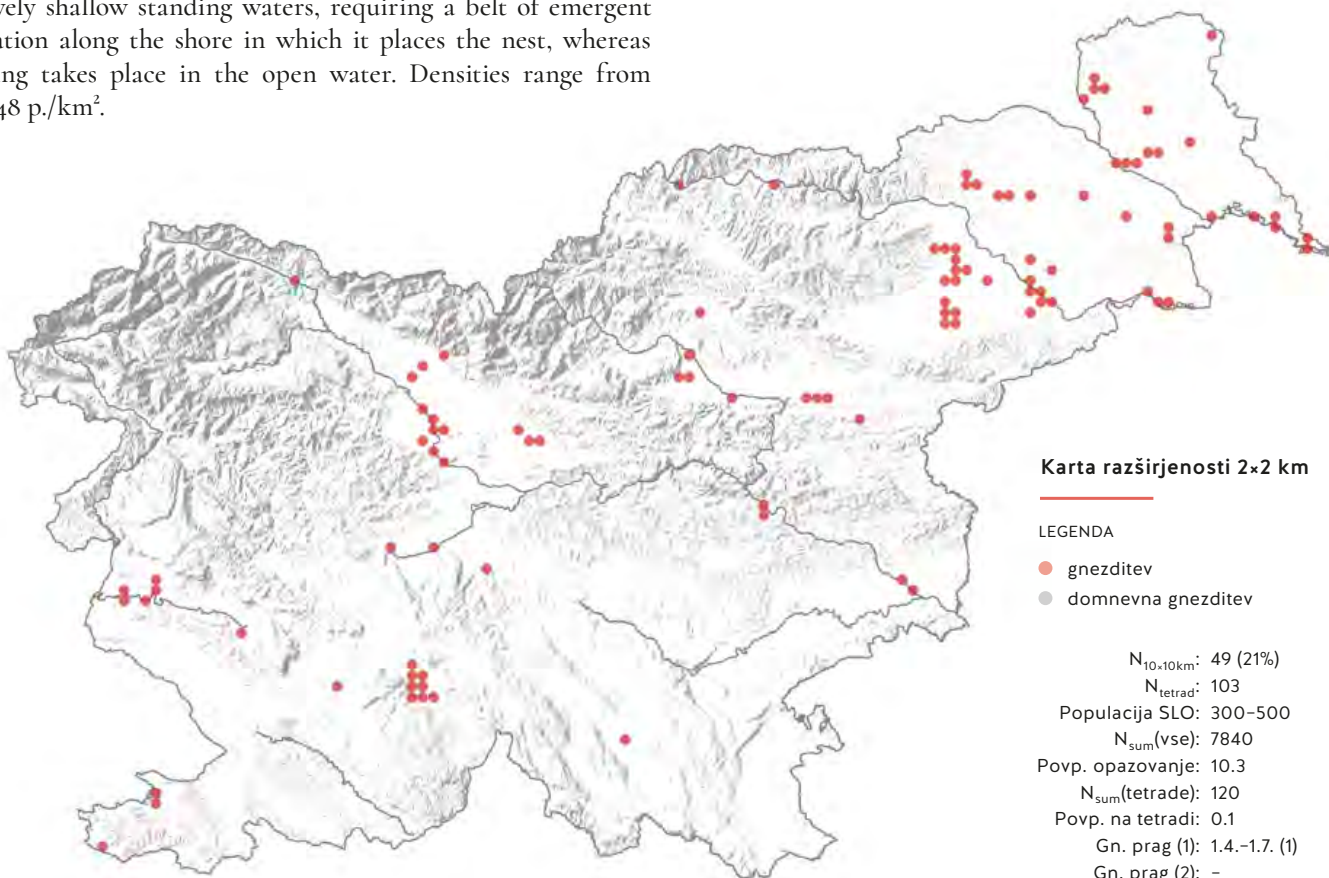 shallow standing waters, requiring a belt of emergent
along the shore in which it places the nest, whereas
takes place in the open water. Densities range from
48 p./km².
Karta razširjenosti 2×2 km
LEGENDA
gnezditev
domnevna gnezditev
N10×10km: 49 (21%)
Ntetrad: 103
Populacija SLO: 300–500
Nsum(vse): 7840
Povp. opazovanje: 10.3
Nsum(tetrade): 120
Povp. na tetradi: 0.1
Gn. prag (1): 1.4.–1.7. (1)
Gn. prag (2): –